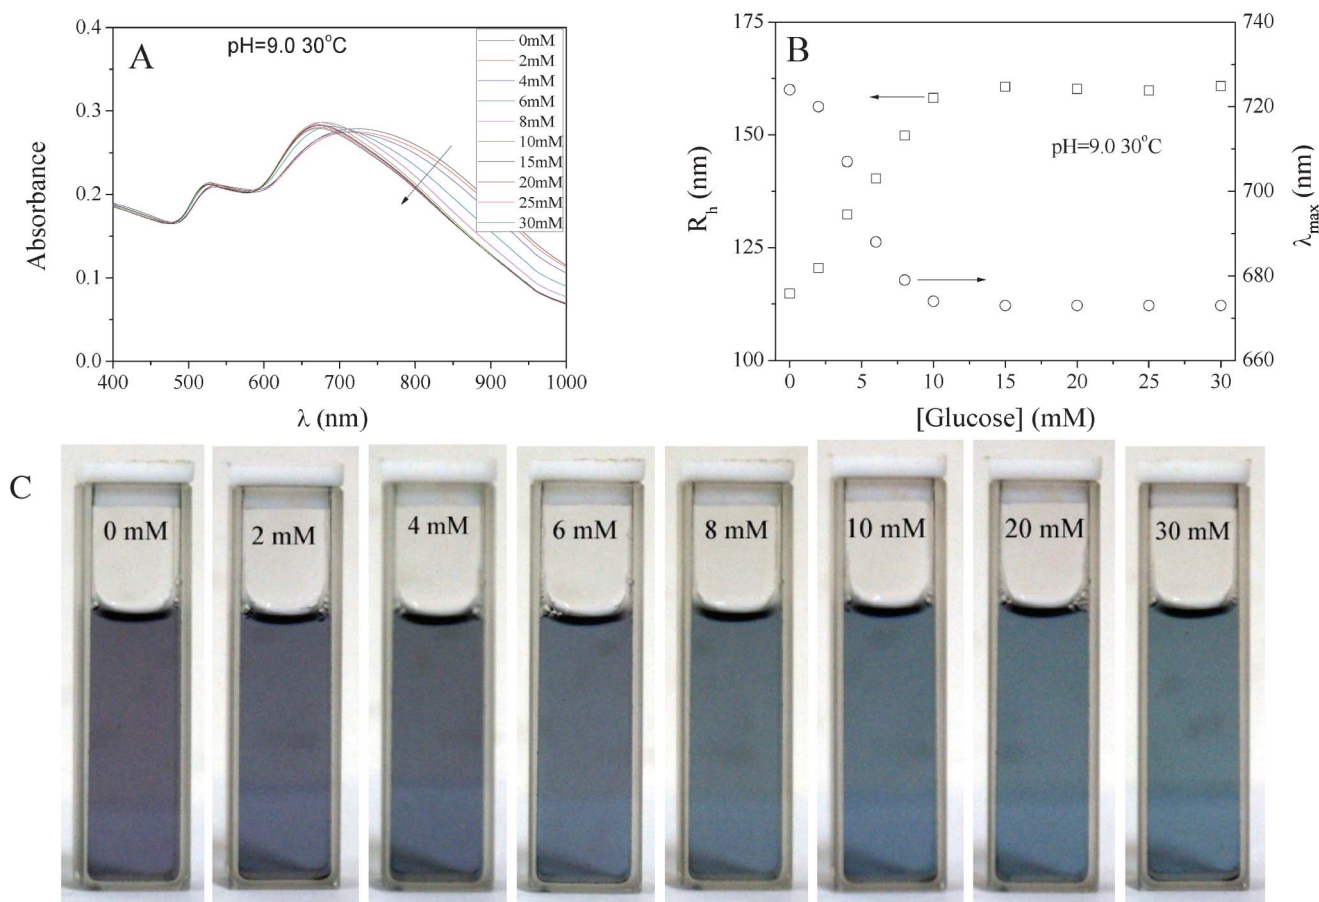 A
pH=9.0 30°C
0mM
2mM
4mM
6mM
8mM
10mM
15mM
20mM
25mM
30mM
0.4
0.3
0.2
0.1
0.0
400 500 600 700 800 900 1000
Absorbance
λ (nm)
B
pH=9.0 30°C
175
150
125
100
R_h (nm)
740
720
700
680
660
λ_max (nm)
0 5 10 15 20 25 30
[Glucose] (mM)
C
0 mM
2 mM
4 mM
6 mM
8 mM
10 mM
20 mM
30 mM